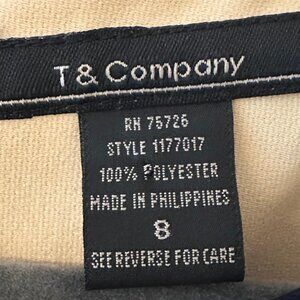 T & Company
RN 75726
STYLE 1177017
100% POLYESTER
MADE IN PHILIPPINES
8
SEE REVERSE FOR CARE